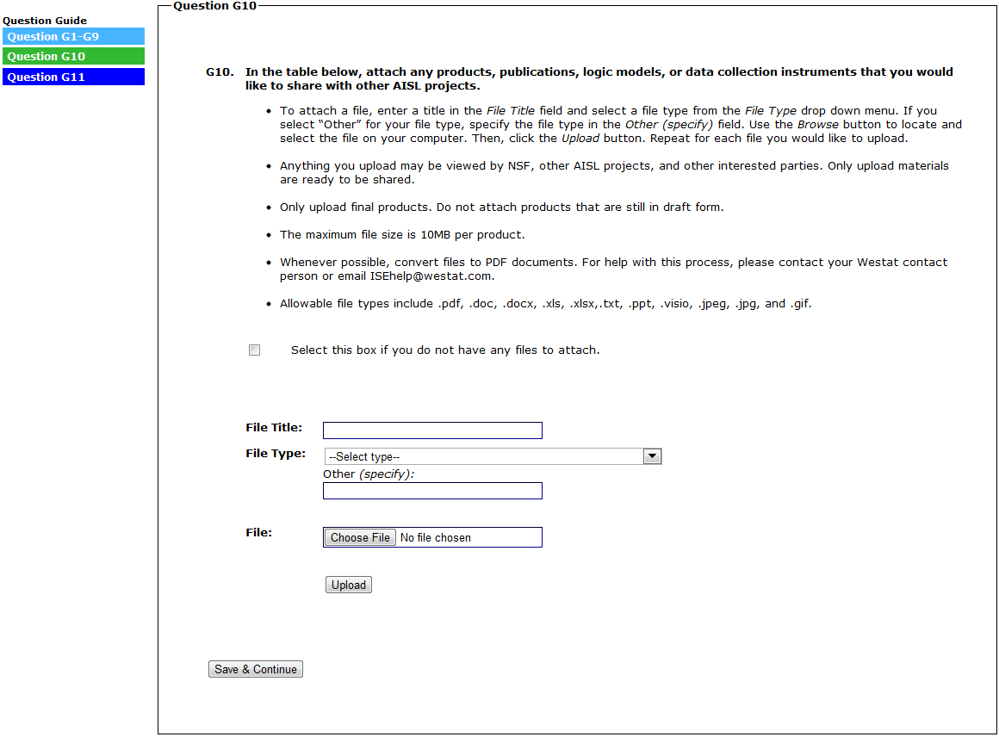 Question G10
Question Guide
Question G1-G9
Question G10
Question G11
G10. In the table below, attach any products, publications, logic models, or data collection instruments that you would
like to share with other AISL projects.
• To attach a file, enter a title in the File Title field and select a file type from the File Type drop down menu. If you
select “Other” for your file type, specify the file type in the Other (specify) field. Use the Browse button to locate and
select the file on your computer. Then, click the Upload button. Repeat for each file you would like to upload.
• Anything you upload may be viewed by NSF, other AISL projects, and other interested parties. Only upload materials
are ready to be shared.
• Only upload final products. Do not attach products that are still in draft form.
• The maximum file size is 10MB per product.
• Whenever possible, convert files to PDF documents. For help with this process, please contact your Westat contact
person or email ISEhelp@westat.com.
• Allowable file types include .pdf, .doc, .docx, .xls, .xlsx,.txt, .ppt, .visio, .jpeg, .jpg, and .gif.
Select this box if you do not have any files to attach.
File Title:
File Type: --Select type--
Other (specify):
File: Choose File No file chosen
Upload
Save & Continue